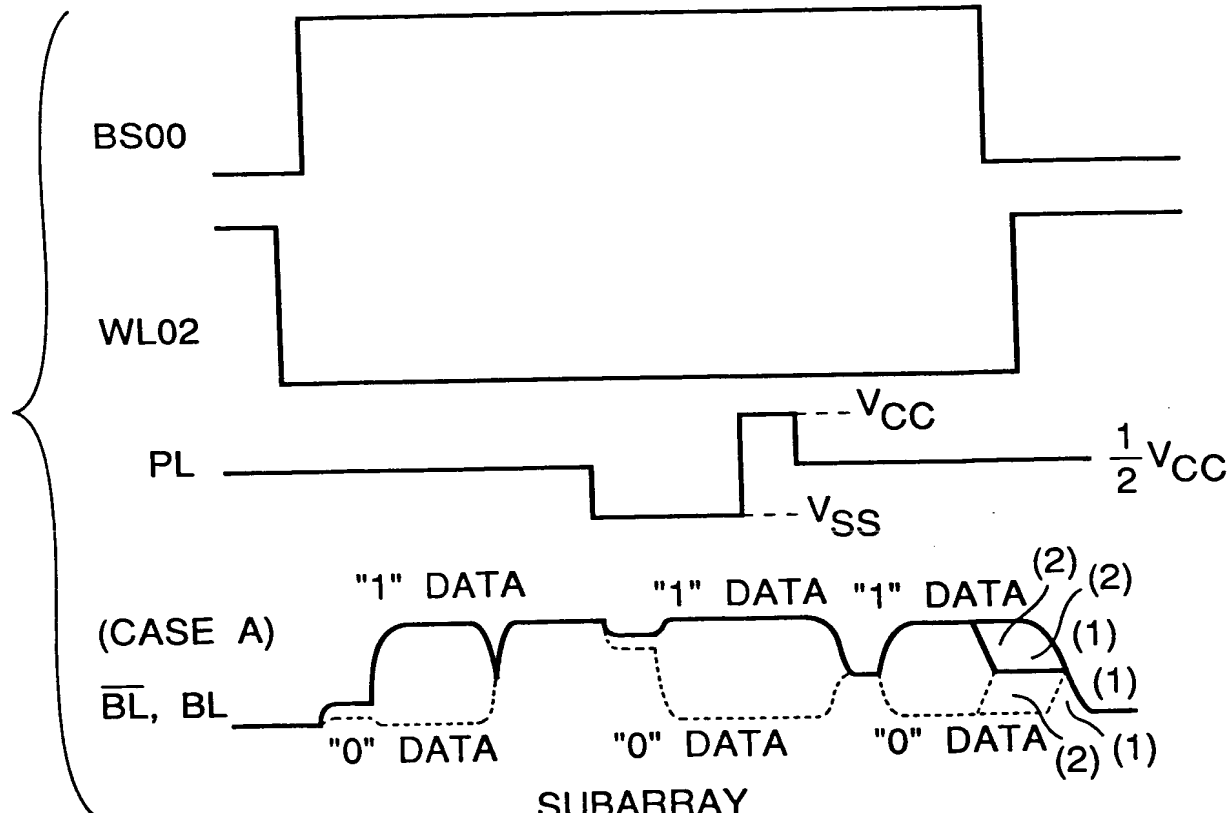 BS00
WL02
VCC
PL
1/2 VCC
VSS
"1" DATA
"1" DATA
"1" DATA
(2)
(2)
(CASE A)
(1)
(1)
B̅L̅, BL
"0" DATA
"0" DATA
"0" DATA
(2)
(1)
SUBARRAY